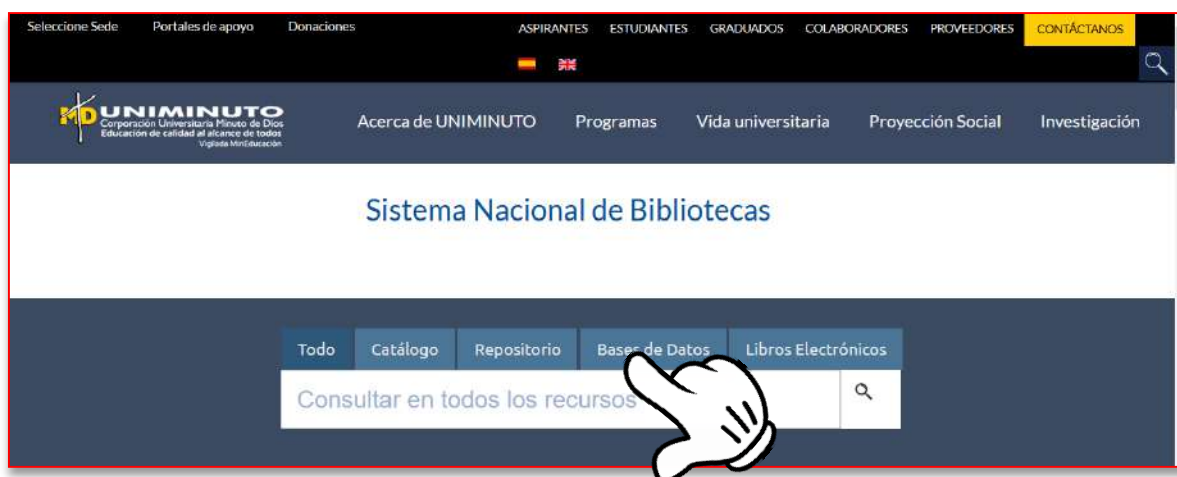 Seleccione Sede Portales de apoyo Donaciones ASPIRANTES ESTUDIANTES GRADUADOS COLABORADORES PROVEEDORES CONTÁCTANOS
UNIMINUTO
Corporación Universitaria Minuto de Dios
Educación de calidad al alcance de todos
Vigilada MinEducación
Acerca de UNIMINUTO Programas Vida universitaria Proyección Social Investigación
Sistema Nacional de Bibliotecas
Todo Catálogo Repositorio Bases de Datos Libros Electrónicos
Consultar en todos los recursos